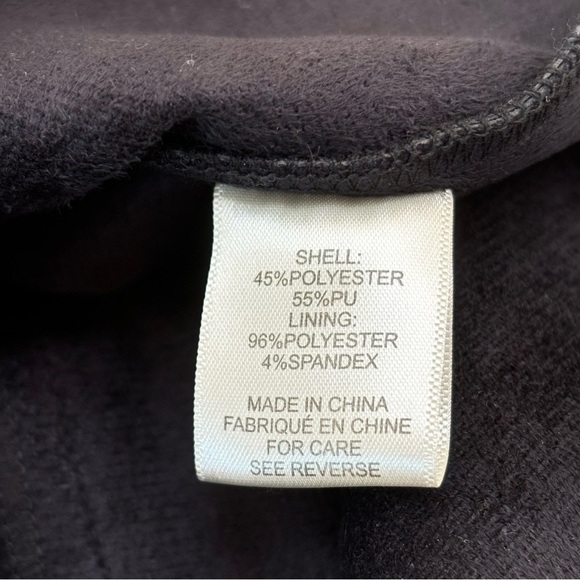 SHELL:
45%POLYESTER
55%PU
LINING:
96%POLYESTER
4%SPANDEX
MADE IN CHINA
FABRIQUÉ EN CHINE
FOR CARE
SEE REVERSE